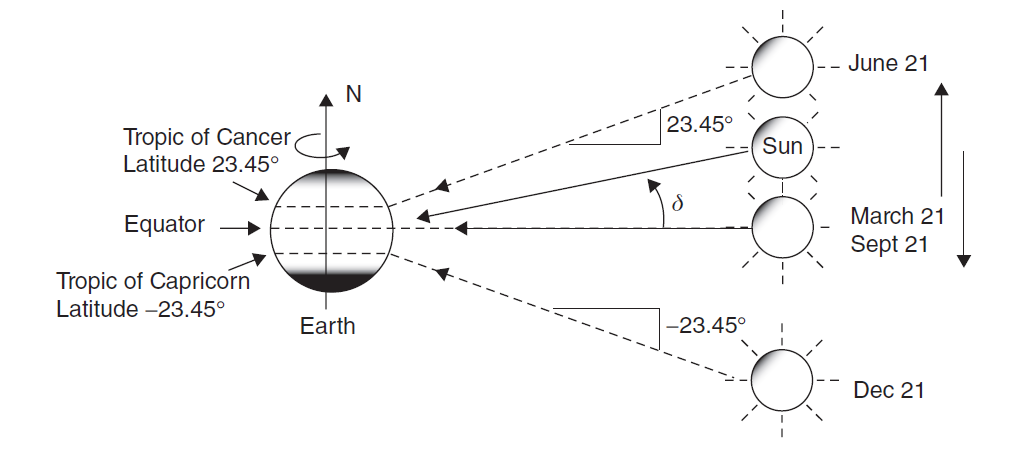 N
Tropic of Cancer
Latitude 23.45°
Equator
Tropic of Capricorn
Latitude –23.45°
Earth
23.45°
Sun
δ
–23.45°
June 21
March 21
Sept 21
Dec 21